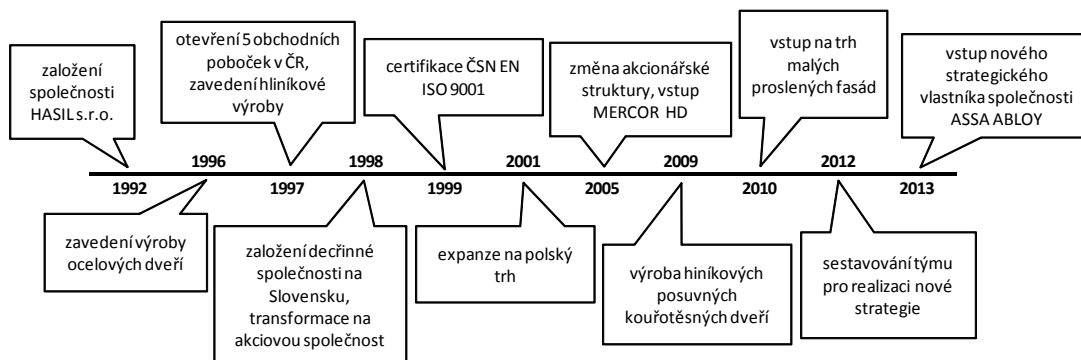 založení
společnosti
HASIL s.r.o.
otevření 5 obchodních
poboček v ČR,
zavedení hliníkové
výroby
certifikace ČSN EN
ISO 9001
změna akcionářské
struktury, vstup
MERCOR HD
vstup na trh
malých
proslených fasád
vstup nového
strategického
vlastníka společnosti
ASSA ABLOY
1996 1998 2001 2009 2012
1992 1997 1999 2005 2010 2013
zavedení výroby
ocelových dveří
založení decřinné
společnosti na
Slovensku,
transformace na
akciovou společnost
expanze na polský
trh
výroba hiníkových
posuvných
kouřotěsných dveří
sestavování týmu
pro realizaci nové
strategie